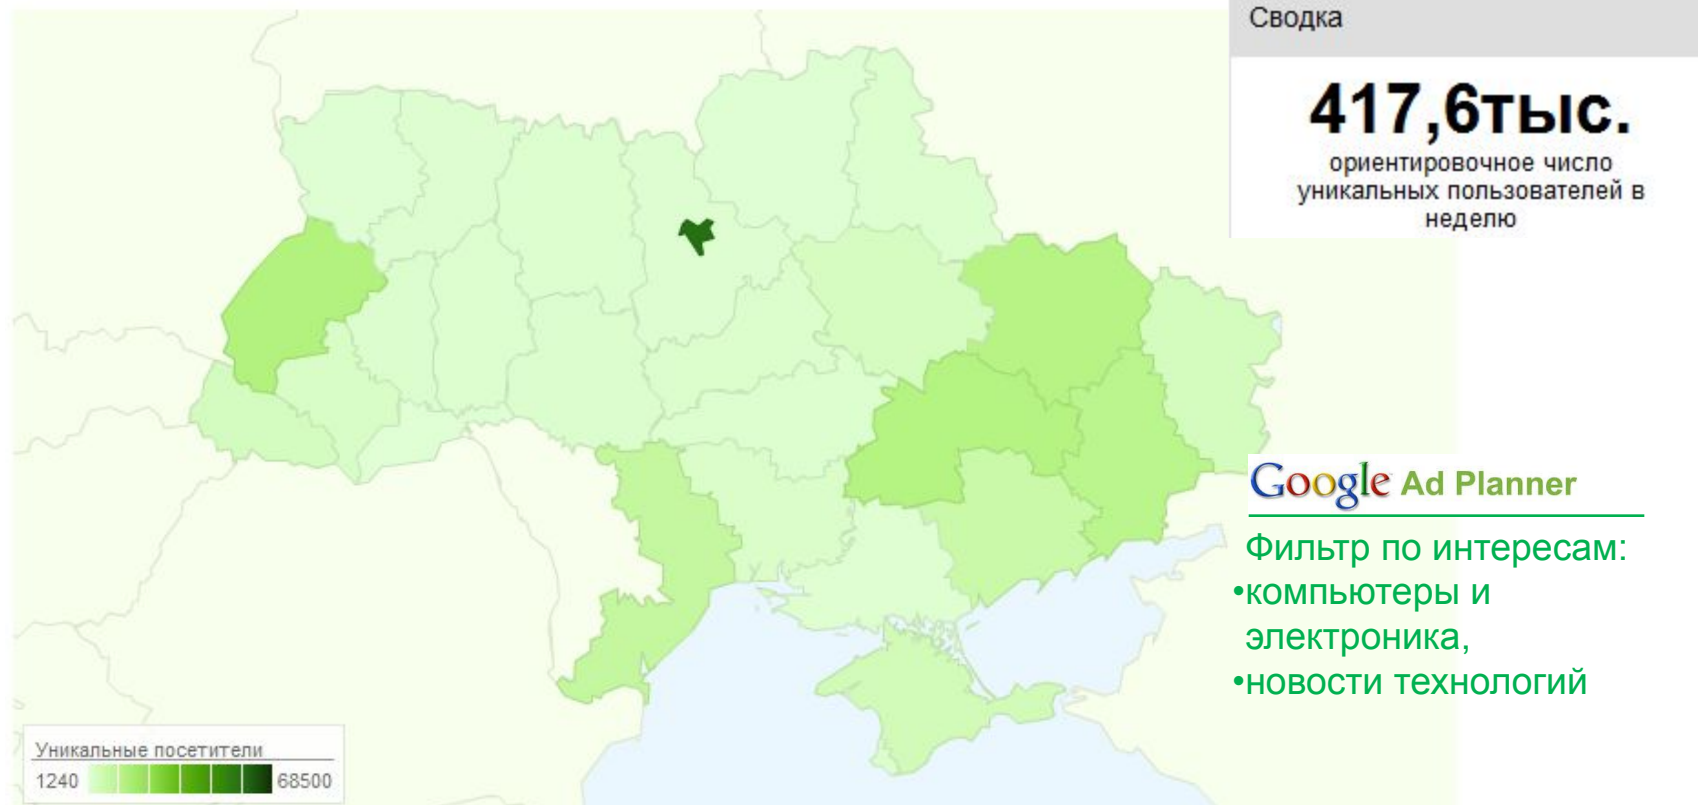 Сводка
417,6тыс.
ориентировочное число
уникальных пользователей в
неделю
Google Ad Planner
Фильтр по интересам:
•компьютеры и
электроника,
•новости технологий
Уникальные посетители
1240 68500